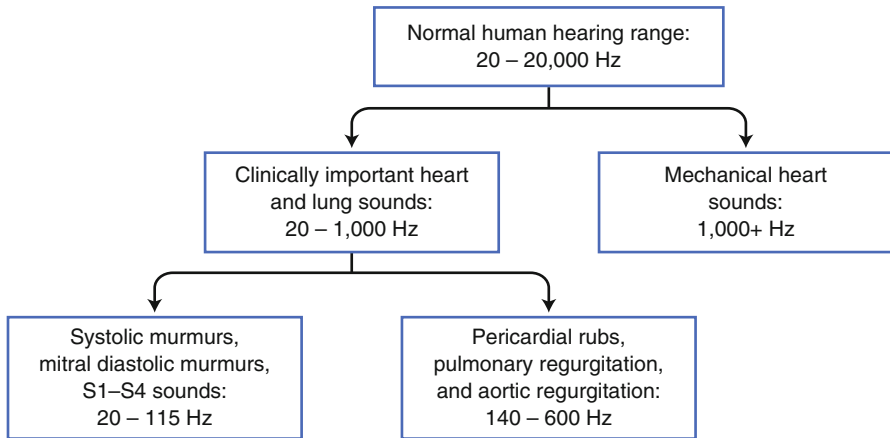 Normal human hearing range:
20 – 20,000 Hz
Clinically important heart
and lung sounds:
20 – 1,000 Hz
Mechanical heart
sounds:
1,000+ Hz
Systolic murmurs,
mitral diastolic murmurs,
S1–S4 sounds:
20 – 115 Hz
Pericardial rubs,
pulmonary regurgitation,
and aortic regurgitation:
140 – 600 Hz